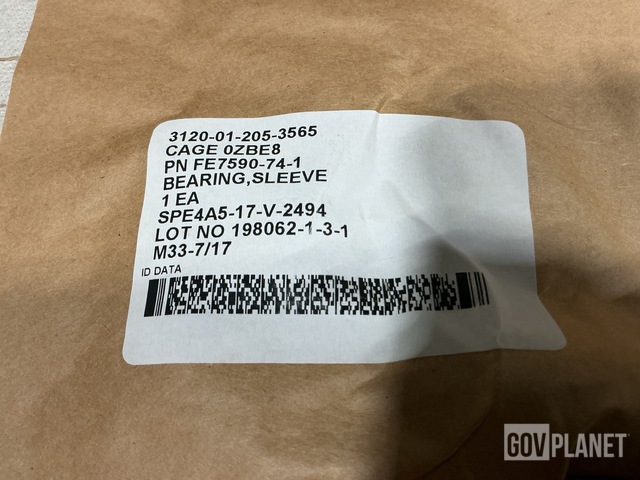 3120-01-205-3565
CAGE 0ZBE8
PN FE7590-74-1
BEARING,SLEEVE
1 EA
SPE4A5-17-V-2494
LOT NO 198062-1-3-1
M33-7/17
ID DATA
GOVPLANET